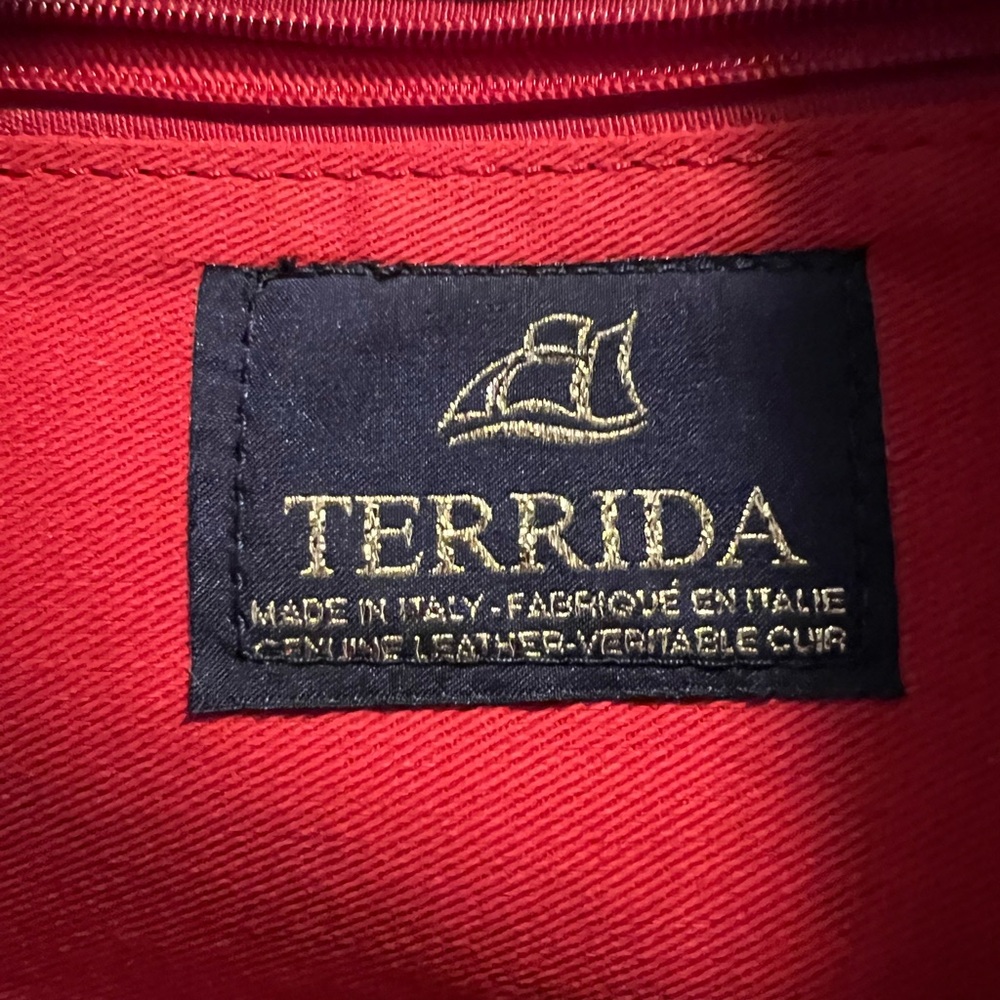 TERRIDA
MADE IN ITALY - FABRIQUÉ EN ITALIE
GENUINE LEATHER-VERITABLE CUIR